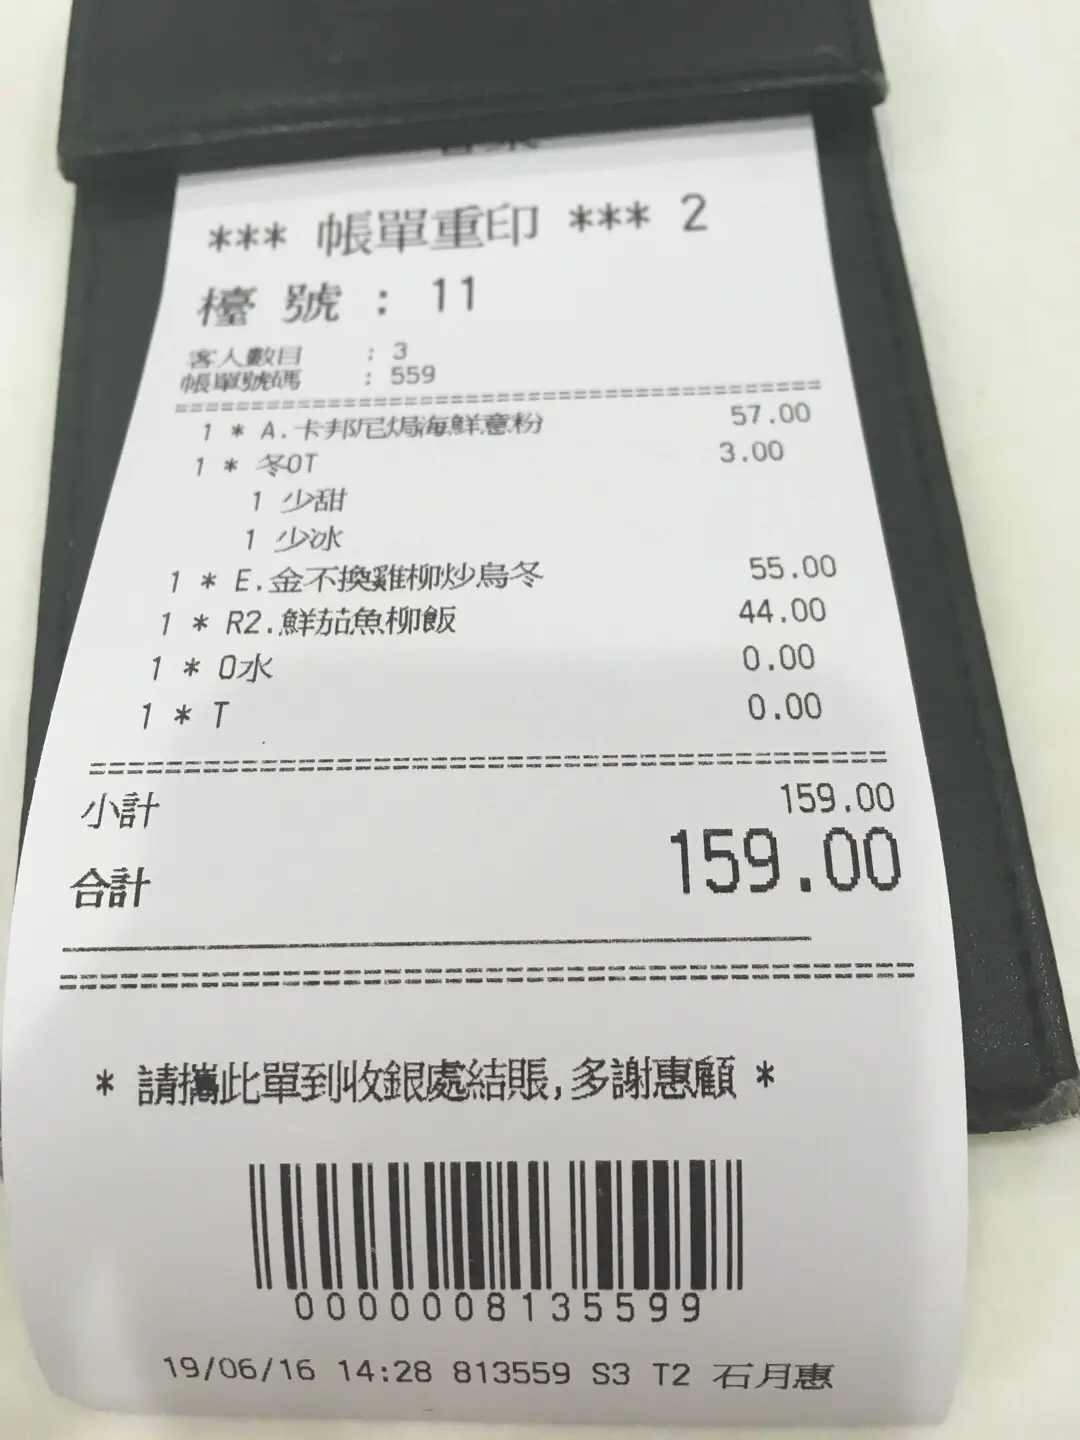 *** 帳單重印 *** 2
檯 號 : 11
客人數目 : 3
帳單號碼 : 559
1 * A.卡邦尼焗海鮮意粉 57.00
1 * 冬OT 3.00
1 少甜
1 少冰
1 * E.金不換雞柳炒烏冬 55.00
1 * R2.鮮茄魚柳飯 44.00
1 * O水 0.00
1 * T 0.00
小計 159.00
合計 159.00
* 請攜此單到收銀處結賬,多謝惠顧 *
0000008135599
19/06/16 14:28 813559 S3 T2 石月惠